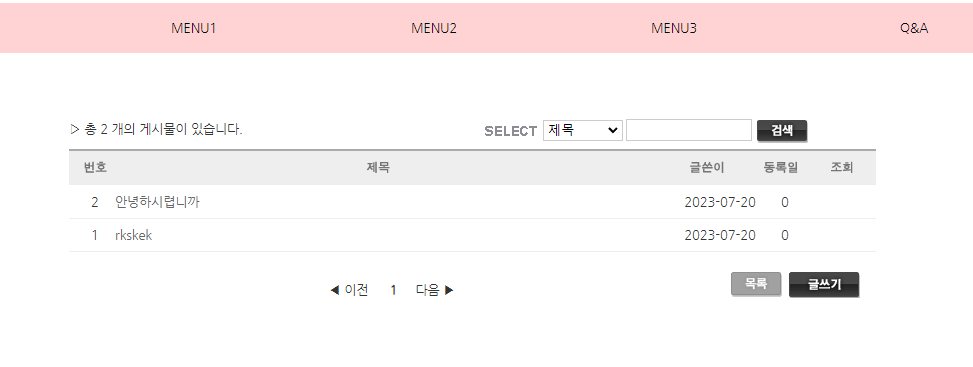 MENU1 MENU2 MENU3 Q&A
▷ 총 2 개의 게시물이 있습니다. SELECT 제목 검색
번호 제목 글쓴이 등록일 조회
2 안녕하시렵니까 2023-07-20 0
1 rkskek 2023-07-20 0
◀ 이전 1 다음 ▶ 목록 글쓰기